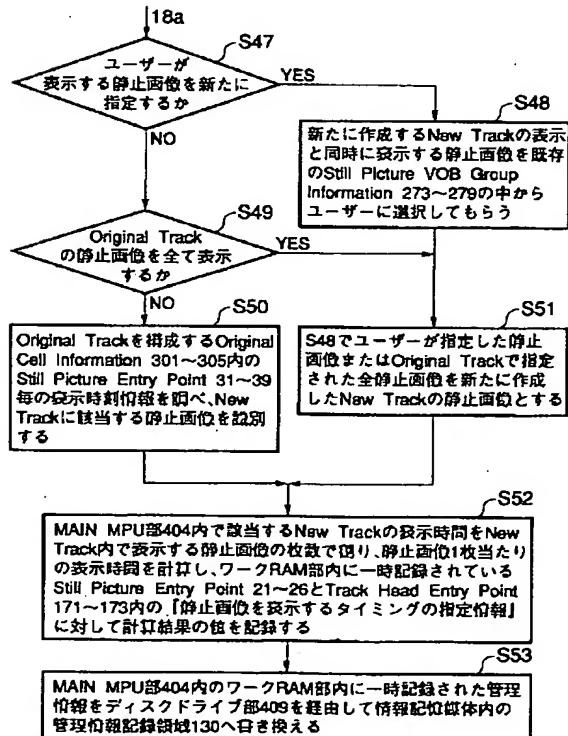 18a
S47
ユーザーが
表示する静止画像を新たに
指定するか
YES
NO
S48
新たに作成するNew Trackの表示
と同時に表示する静止画像を既存
のStill Picture VOB Group
Information 273～279の中から
ユーザーに選択してもらう
S49
Original Track
の静止画像を全て表示
するか
YES
NO
S50
Original Trackを構成するOriginal
Cell Information 301～305内の
Still Picture Entry Point 31～39
毎の表示時刻情報を調べ、New
Trackに該当する静止画像を識別
する
S51
S48でユーザーが指定した静止
画像またはOriginal Trackで指定
された全静止画像を新たに作成
したNew Trackの静止画像とする
S52
MAIN MPU部404内で該当するNew Trackの表示時間をNew
Track内で表示する静止画像の枚数で割り、静止画像1枚当たり
の表示時間を計算し、ワークRAM部内に一時記録されている
Still Picture Entry Point 21～26とTrack Head Entry Point
171～173内の『静止画像を表示するタイミングの指定情報』
に対して計算結果の値を記録する
S53
MAIN MPU部404内のワークRAM部内に一時記録された管理
情報をディスクドライブ部409を経由して情報記憶媒体内の
管理情報記録領域130へ書き換える